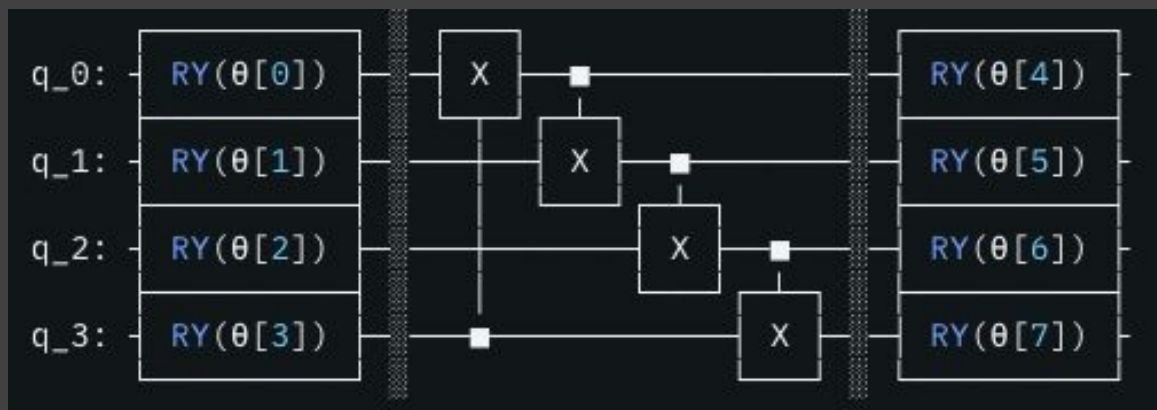 q_0: RY(θ[0]) X RY(θ[4])
q_1: RY(θ[1]) X RY(θ[5])
q_2: RY(θ[2]) X RY(θ[6])
q_3: RY(θ[3]) X RY(θ[7])